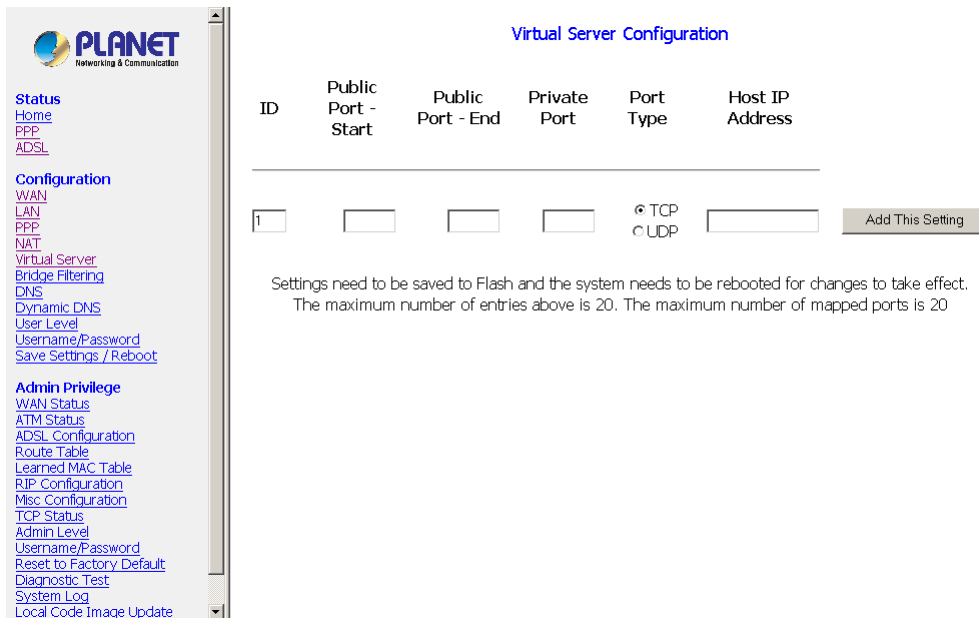 PLANET
Networking & Communication
Status
Home
PPP
ADSL
Configuration
WAN
LAN
PPP
NAT
Virtual Server
Bridge Filtering
DNS
Dynamic DNS
User Level
Username/Password
Save Settings / Reboot
Admin Privilege
WAN Status
ATM Status
ADSL Configuration
Route Table
Learned MAC Table
RIP Configuration
Misc Configuration
TCP Status
Admin Level
Username/Password
Reset to Factory Default
Diagnostic Test
System Log
Local Code Image Update
Virtual Server Configuration
ID
Public
Port -
Start
Public
Port - End
Private
Port
Port
Type
Host IP
Address
1
TCP
UDP
Add This Setting
Settings need to be saved to Flash and the system needs to be rebooted for changes to take effect.
The maximum number of entries above is 20. The maximum number of mapped ports is 20